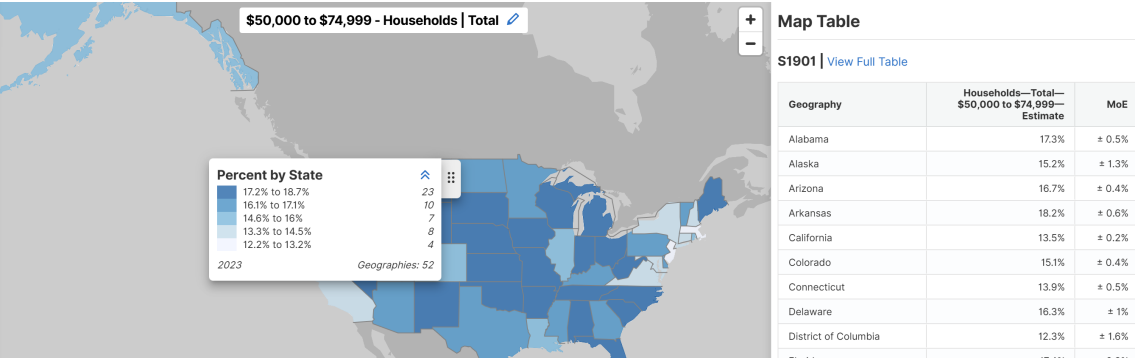 $50,000 to $74,999 - Households | Total
+
−
Percent by State
17.2% to 18.7% 23
16.1% to 17.1% 10
14.6% to 16% 7
13.3% to 14.5% 8
12.2% to 13.2% 4
2023 Geographies: 52
Map Table
S1901 | View Full Table
Geography Households—Total—$50,000 to $74,999—Estimate MoE
Alabama 17.3% ± 0.5%
Alaska 15.2% ± 1.3%
Arizona 16.7% ± 0.4%
Arkansas 18.2% ± 0.6%
California 13.5% ± 0.2%
Colorado 15.1% ± 0.4%
Connecticut 13.9% ± 0.5%
Delaware 16.3% ± 1%
District of Columbia 12.3% ± 1.6%